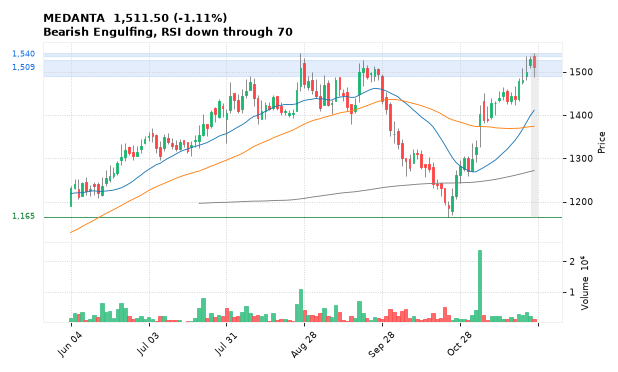 MEDANTA 1,511.50 (-1.11%)
Bearish Engulfing, RSI down through 70
1,540
1,509
1,165
1500
1400
1300
1200
Price
2
1
Volume 10⁶
Jun 04
Jul 03
Jul 31
Aug 28
Sep 28
Oct 28